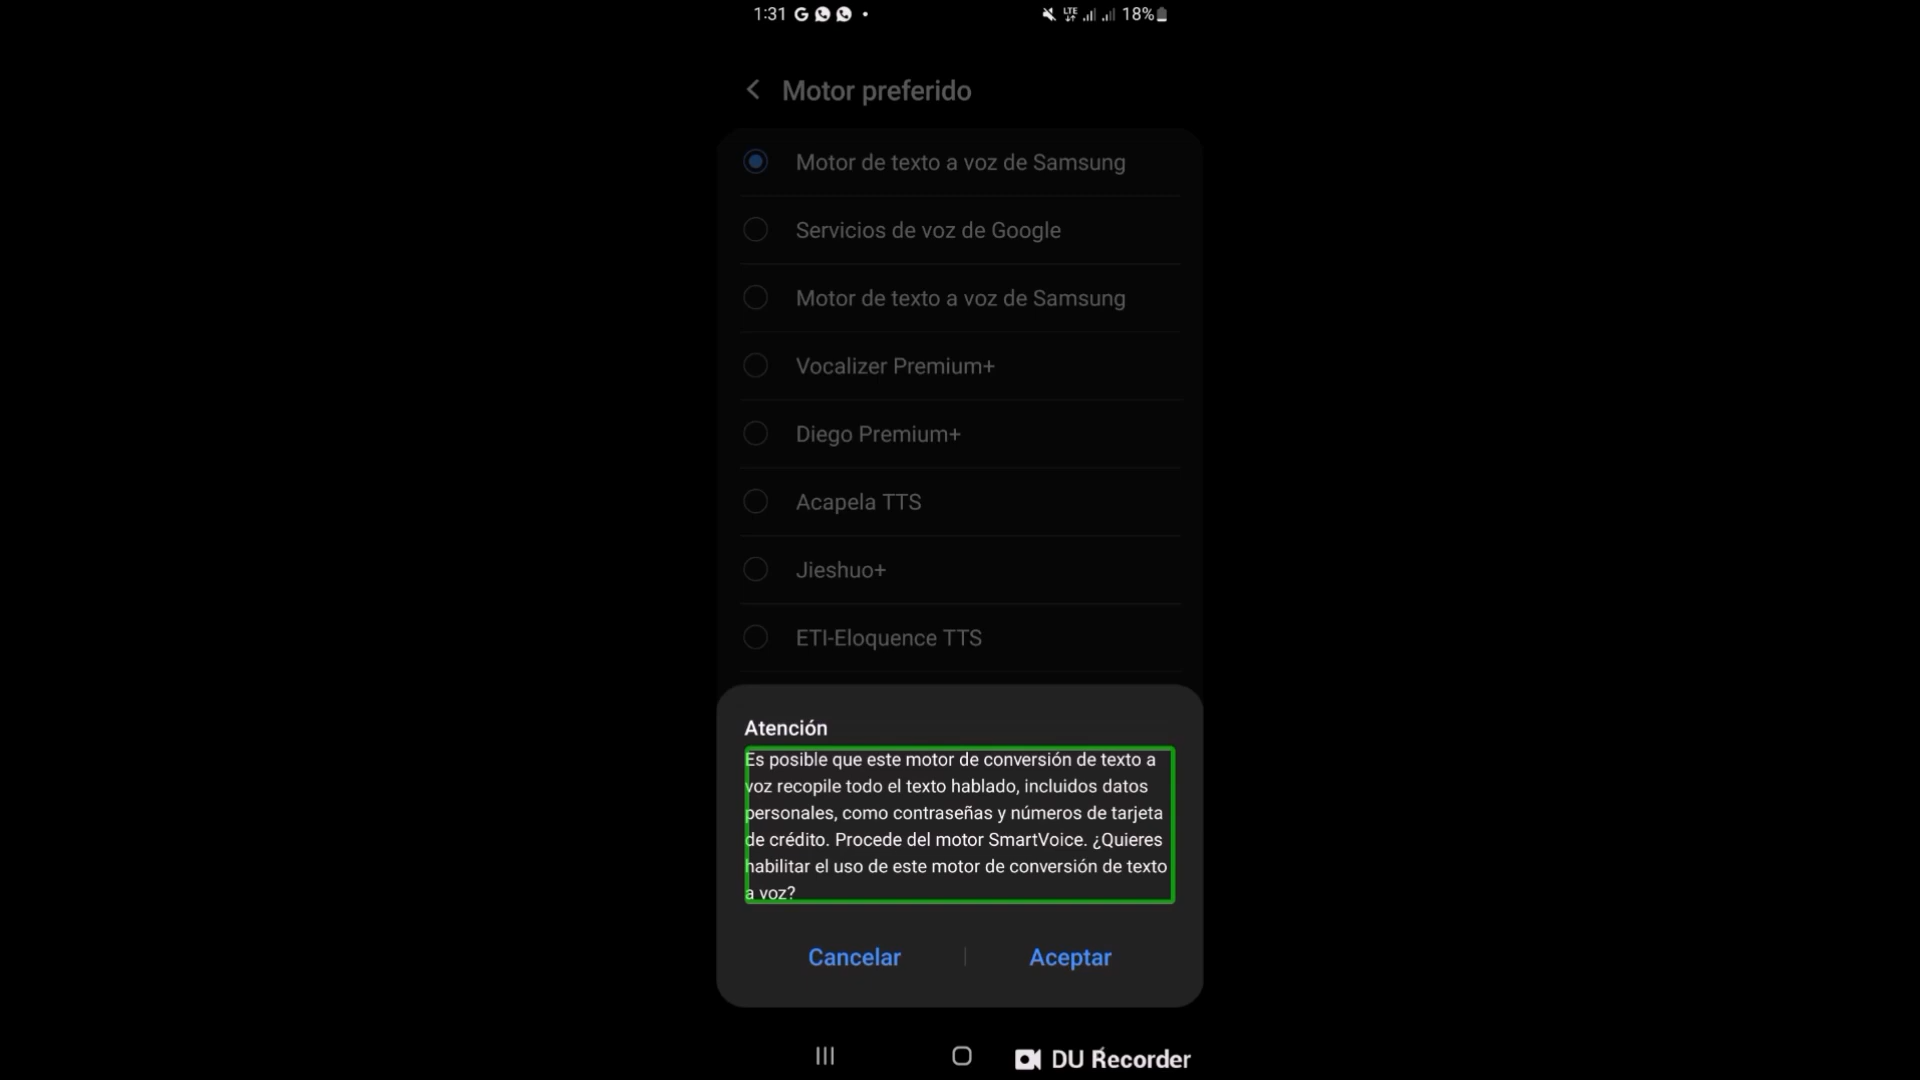 1:31
LTE
18%
Motor preferido
Motor de texto a voz de Samsung
Servicios de voz de Google
Motor de texto a voz de Samsung
Vocalizer Premium+
Diego Premium+
Acapela TTS
Jieshuo+
ETI-Eloquence TTS
Atención
Es posible que este motor de conversión de texto a
voz recopile todo el texto hablado, incluidos datos
personales, como contraseñas y números de tarjeta
de crédito. Procede del motor SmartVoice. ¿Quieres
habilitar el uso de este motor de conversión de texto
a voz?
Cancelar
Aceptar
DU Recorder